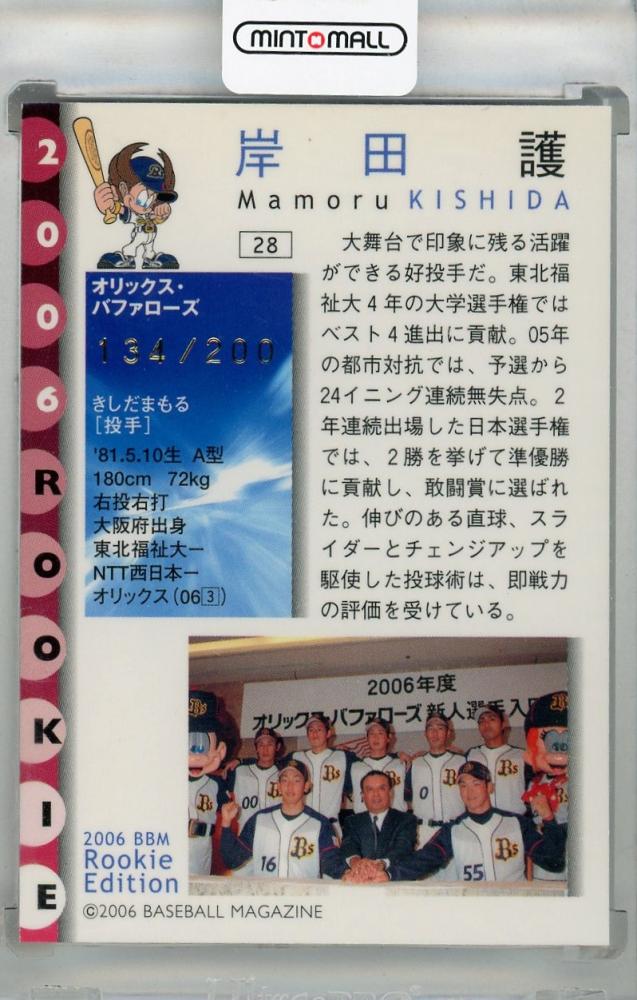 MINT MALL
2006 ROOKIE
岸田 護
Mamoru KISHIDA
28
オリックス・
バファローズ
134/200
きしだまもる
［投手］
'81.5.10生 A型
180cm 72kg
右投右打
大阪府出身
東北福祉大ー
NTT西日本ー
オリックス（06③）
大舞台で印象に残る活躍
ができる好投手だ。東北福
祉大４年の大学選手権では
ベスト４進出に貢献。05年
の都市対抗では、予選から
24イニング連続無失点。２
年連続出場した日本選手権
では、２勝を挙げて準優勝
に貢献し、敢闘賞に選ばれ
た。伸びのある直球、スラ
イダーとチェンジアップを
駆使した投球術は、即戦力
の評価を受けている。
2006年度
オリックス・バファローズ 新人選手 入団
Bs
00
0
16
55
2006 BBM
Rookie
Edition
©2006 BASEBALL MAGAZINE